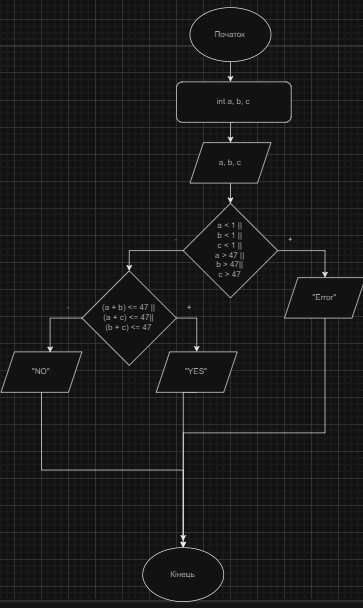 Початок
int a, b, c
a, b, c
a < 1 ||
b < 1 ||
c < 1 ||
a > 47 ||
b > 47||
c > 47
-
+
(a + b) <= 47 ||
(a + c) <= 47||
(b + c) <= 47
-
+
"Error"
"NO"
"YES"
Кінець